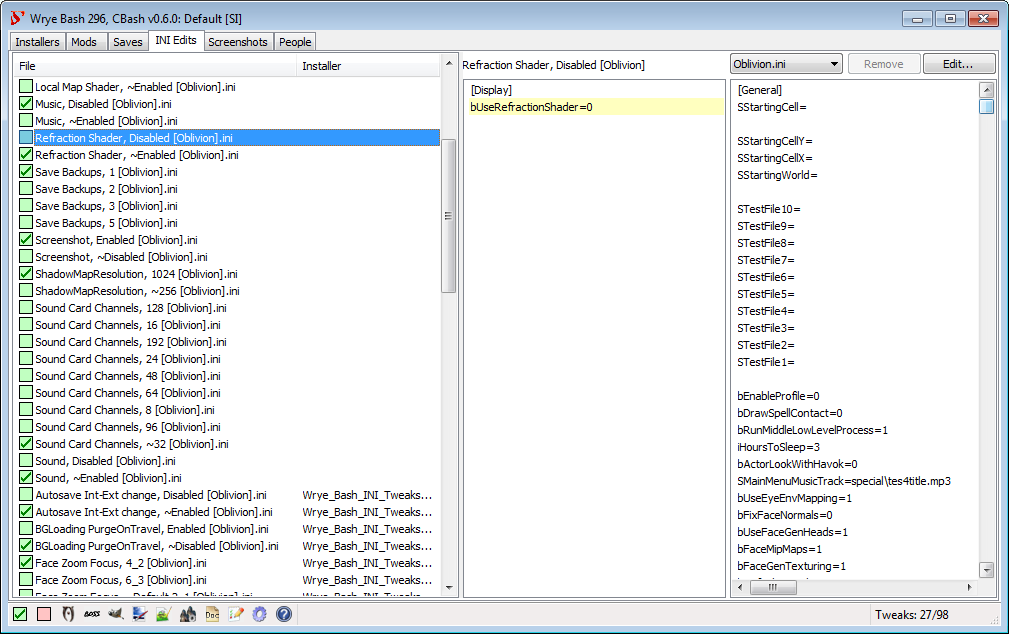 Wrye Bash 296, CBash v0.6.0: Default [SI]
Installers Mods Saves INI Edits Screenshots People
File Installer
Local Map Shader, ~Enabled [Oblivion].ini
Music, Disabled [Oblivion].ini
Music, ~Enabled [Oblivion].ini
Refraction Shader, Disabled [Oblivion].ini
Refraction Shader, ~Enabled [Oblivion].ini
Save Backups, 1 [Oblivion].ini
Save Backups, 2 [Oblivion].ini
Save Backups, 3 [Oblivion].ini
Save Backups, 5 [Oblivion].ini
Screenshot, Enabled [Oblivion].ini
Screenshot, ~Disabled [Oblivion].ini
ShadowMapResolution, 1024 [Oblivion].ini
ShadowMapResolution, ~256 [Oblivion].ini
Sound Card Channels, 128 [Oblivion].ini
Sound Card Channels, 16 [Oblivion].ini
Sound Card Channels, 192 [Oblivion].ini
Sound Card Channels, 24 [Oblivion].ini
Sound Card Channels, 48 [Oblivion].ini
Sound Card Channels, 64 [Oblivion].ini
Sound Card Channels, 8 [Oblivion].ini
Sound Card Channels, 96 [Oblivion].ini
Sound Card Channels, ~32 [Oblivion].ini
Sound, Disabled [Oblivion].ini
Sound, ~Enabled [Oblivion].ini
Autosave Int-Ext change, Disabled [Oblivion].ini Wrye_Bash_INI_Tweaks...
Autosave Int-Ext change, ~Enabled [Oblivion].ini Wrye_Bash_INI_Tweaks...
BGLoading PurgeOnTravel, Enabled [Oblivion].ini Wrye_Bash_INI_Tweaks...
BGLoading PurgeOnTravel, ~Disabled [Oblivion].ini Wrye_Bash_INI_Tweaks...
Face Zoom Focus, 4_2 [Oblivion].ini Wrye_Bash_INI_Tweaks...
Face Zoom Focus, 6_3 [Oblivion].ini Wrye_Bash_INI_Tweaks...
Refraction Shader, Disabled [Oblivion]
[Display]
bUseRefractionShader=0
Oblivion.ini Remove Edit...
[General]
SStartingCell=
SStartingCellY=
SStartingCellX=
SStartingWorld=
STestFile10=
STestFile9=
STestFile8=
STestFile7=
STestFile6=
STestFile5=
STestFile4=
STestFile3=
STestFile2=
STestFile1=
bEnableProfile=0
bDrawSpellContact=0
bRunMiddleLowLevelProcess=1
iHoursToSleep=3
bActorLookWithHavok=0
SMainMenuMusicTrack=special\tes4title.mp3
bUseEyeEnvMapping=1
bFixFaceNormals=0
bUseFaceGenHeads=1
bFaceMipMaps=1
bFaceGenTexturing=1
BOSS
Doc
Tweaks: 27/98